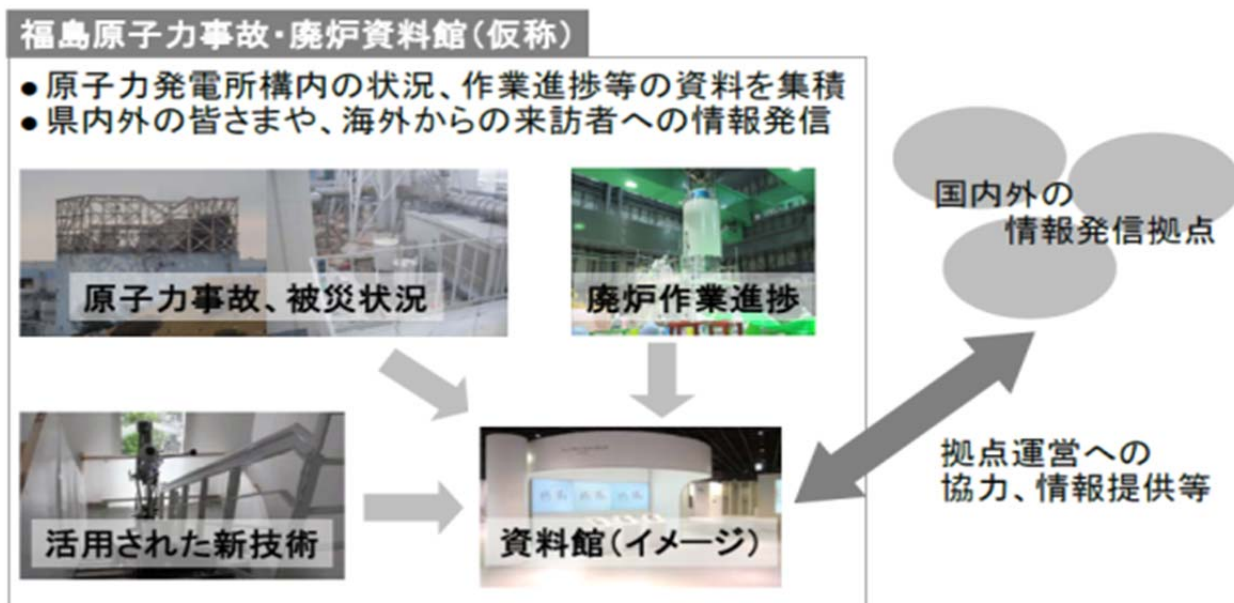 福島原子力事故・廃炉資料館(仮称)
● 原子力発電所構内の状況、作業進捗等の資料を集積
● 県内外の皆さまや、海外からの来訪者への情報発信
原子力事故、被災状況
廃炉作業進捗
国内外の
情報発信拠点
活用された新技術
資料館(イメージ)
拠点運営への
協力、情報提供等